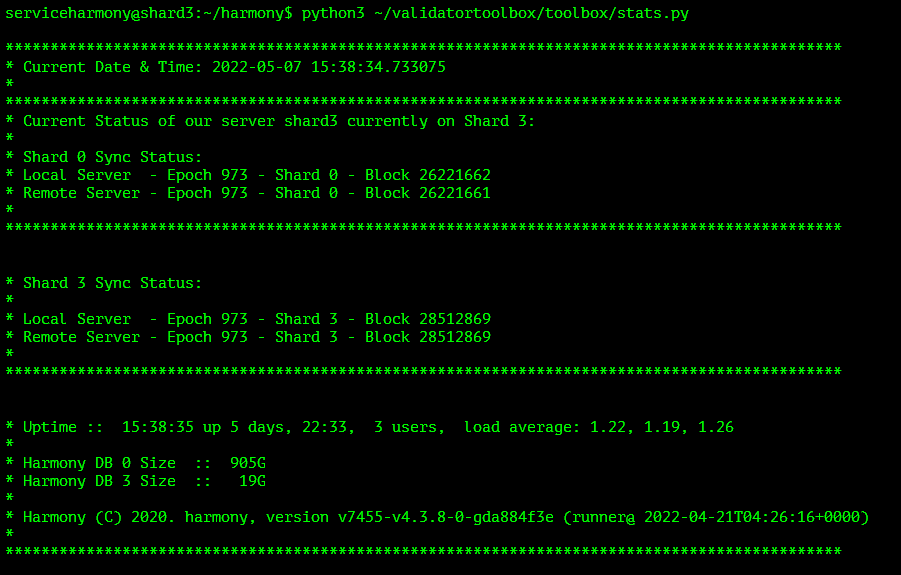 serviceharmony@shard3:~/harmony$ python3 ~/validatortoolbox/toolbox/stats.py
*********************************************************************************************
* Current Date & Time: 2022-05-07 15:38:34.733075
*
*********************************************************************************************
* Current Status of our server shard3 currently on Shard 3:
*
* Shard 0 Sync Status:
* Local Server  - Epoch 973 - Shard 0 - Block 26221662
* Remote Server - Epoch 973 - Shard 0 - Block 26221661
*
*********************************************************************************************
* Shard 3 Sync Status:
*
* Local Server  - Epoch 973 - Shard 3 - Block 28512869
* Remote Server - Epoch 973 - Shard 3 - Block 28512869
*
*********************************************************************************************
* Uptime ::  15:38:35 up 5 days, 22:33,  3 users,  load average: 1.22, 1.19, 1.26
*
* Harmony DB 0 Size  ::  905G
* Harmony DB 3 Size  ::   19G
*
* Harmony (C) 2020. harmony, version v7455-v4.3.8-0-gda884f3e (runner@ 2022-04-21T04:26:16+0000)
*
*********************************************************************************************